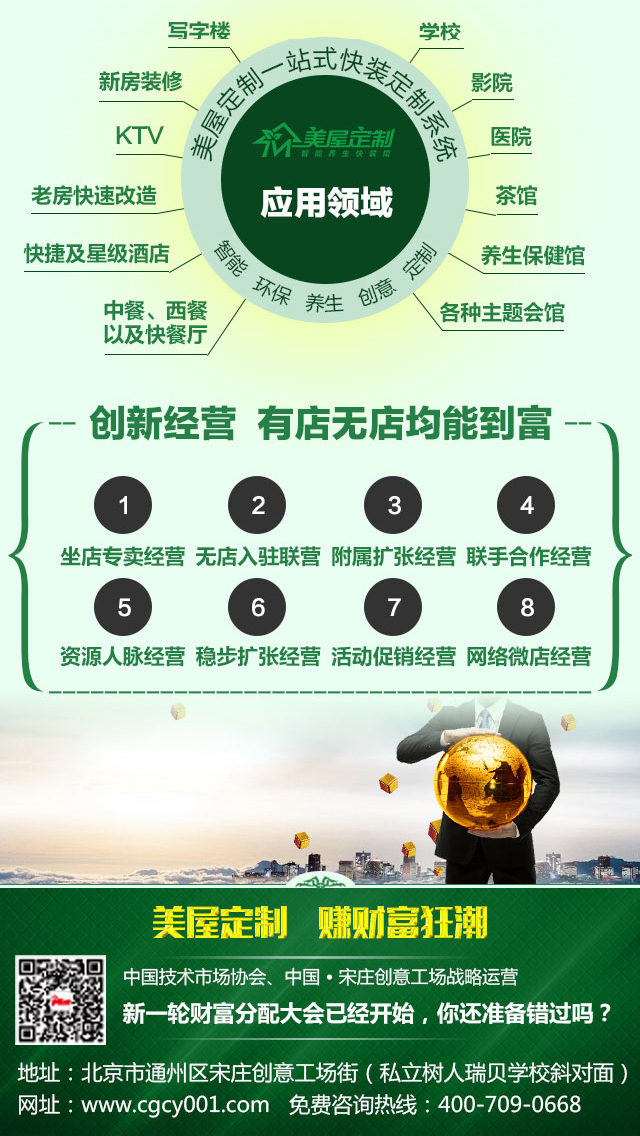 写字楼
学校
新房装修
影院
KTV
医院
老房快速改造
茶馆
快捷及星级酒店
养生保健馆
中餐、西餐
以及快餐厅
各种主题会馆
美屋定制一站式快装定制系统
美屋定制
智能养生快装馆
应用领域
智能 环保 养生 创意 定制
创新经营 有店无店均能到富
1 2 3 4
坐店专卖经营 无店入驻联营 附属扩张经营 联手合作经营
5 6 7 8
资源人脉经营 稳步扩张经营 活动促销经营 网络微店经营
美屋定制 赚财富狂潮
中国技术市场协会、中国·宋庄创意工场战略运营
新一轮财富分配大会已经开始，你还准备错过吗？
地址：北京市通州区宋庄创意工场街（私立树人瑞贝学校斜对面）
网址：www.cgcy001.com 免费咨询热线：400-709-0668